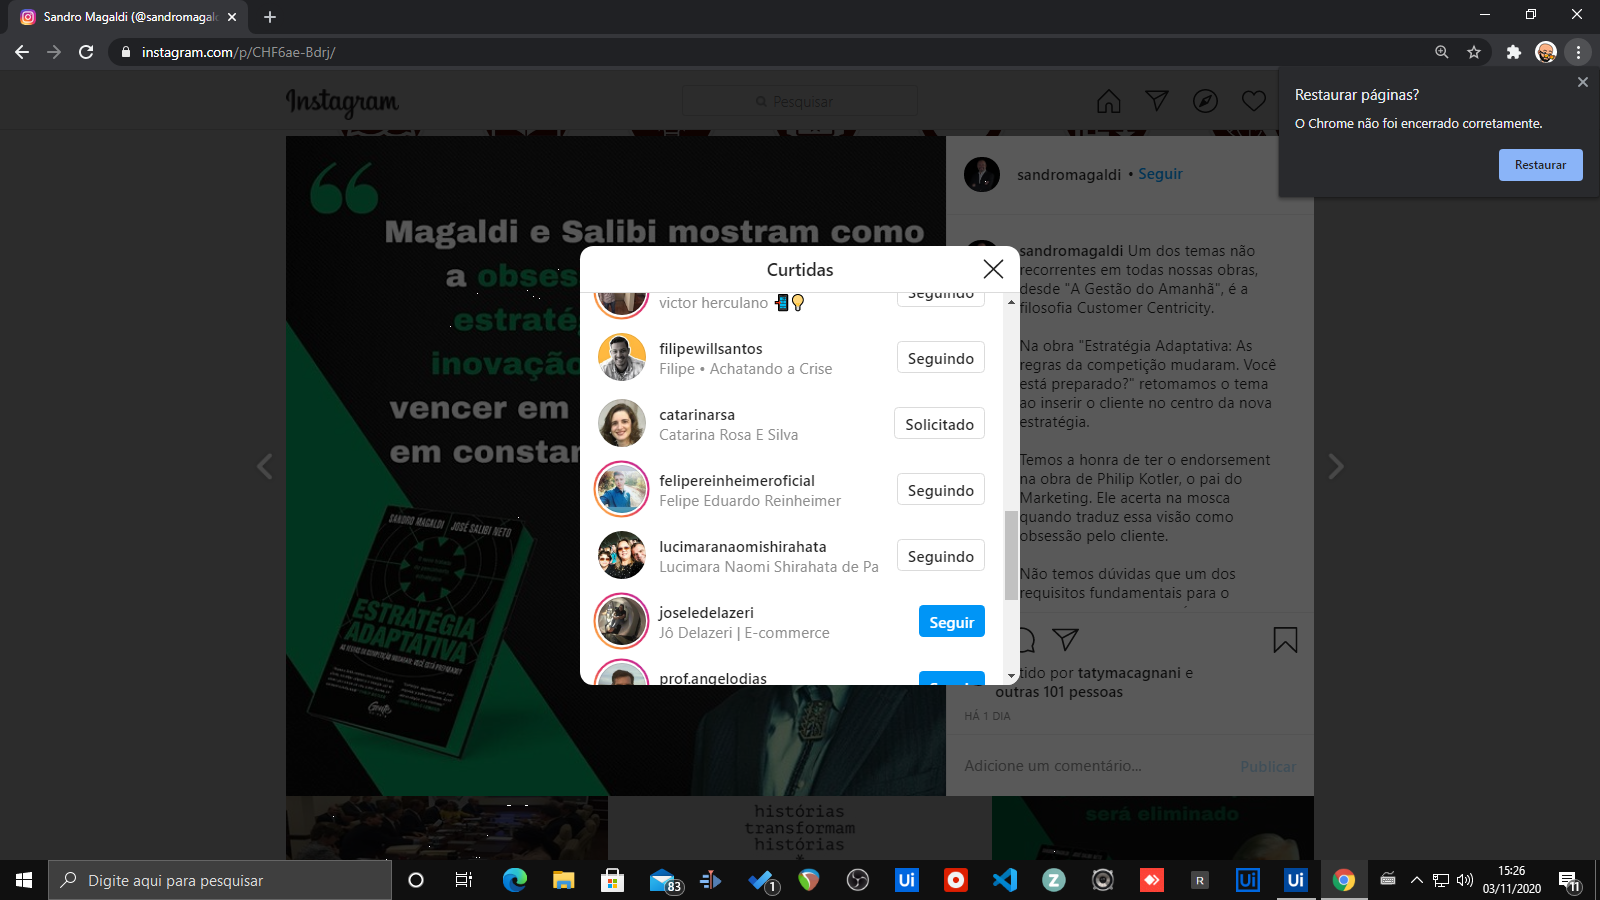 Sandro Magaldi (@sandromagal
instagram.com/p/CHF6ae-Bdrj/
Restaurar páginas?
O Chrome não foi encerrado corretamente.
Restaurar
Instagram
Pesquisar
Magaldi e Salibi mostram como
a obses
estraté
inovação
vencer em
em constan
SANDRO MAGALDI JOSÉ SALIBI NETO
ESTRATÉGIA
ADAPTATIVA
Curtidas
victor herculano
Seguindo
filipewillsantos
Filipe • Achatando a Crise
Seguindo
catarinarsa
Catarina Rosa E Silva
Solicitado
felipereinheimeroficial
Felipe Eduardo Reinheimer
Seguindo
lucimaranaomishirahata
Lucimara Naomi Shirahata de Pa
Seguindo
joseledelazeri
Jô Delazeri | E-commerce
Seguir
prof.angelodias
Seguir
sandromagaldi • Seguir
sandromagaldi Um dos temas não
recorrentes em todas nossas obras,
desde "A Gestão do Amanhã", é a
filosofia Customer Centricity.
Na obra "Estratégia Adaptativa: As
regras da competição mudaram. Você
está preparado?" retomamos o tema
ao inserir o cliente no centro da nova
estratégia.
Temos a honra de ter o endorsement
na obra de Philip Kotler, o pai do
Marketing. Ele acerta na mosca
quando traduz essa visão como
obsessão pelo cliente.
Não temos dúvidas que um dos
requisitos fundamentais para o
tido por tatymacagnani e
outras 101 pessoas
HÁ 1 DIA
Adicione um comentário...
Publicar
histórias
transformam
histórias
será eliminado
Digite aqui para pesquisar
83
1
Ui
Z
R
Ui
Ui
15:26
03/11/2020
11